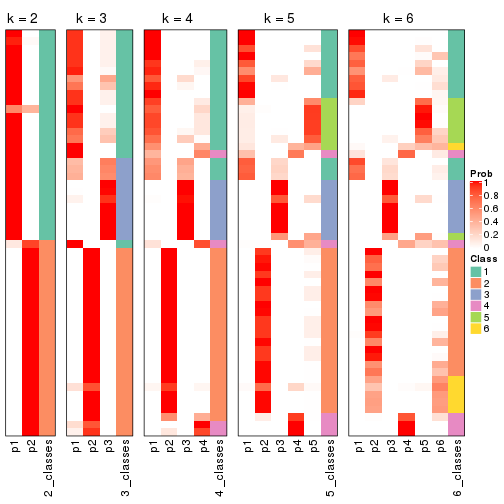 k = 2
k = 3
k = 4
k = 5
k = 6
Prob
1
0.8
0.6
0.4
0.2
0
Class
1
2
3
4
5
6
p1
p2
2_classes
p1
p2
p3
3_classes
p1
p2
p3
p4
4_classes
p1
p2
p3
p4
p5
5_classes
p1
p2
p3
p4
p5
p6
6_classes